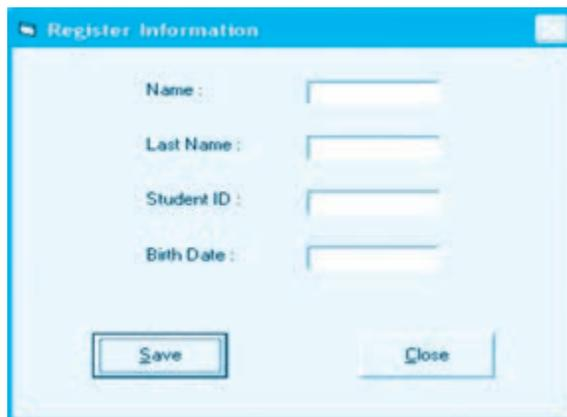 Register Information
Name :
Last Name :
Student ID :
Birth Date :
Save
Close